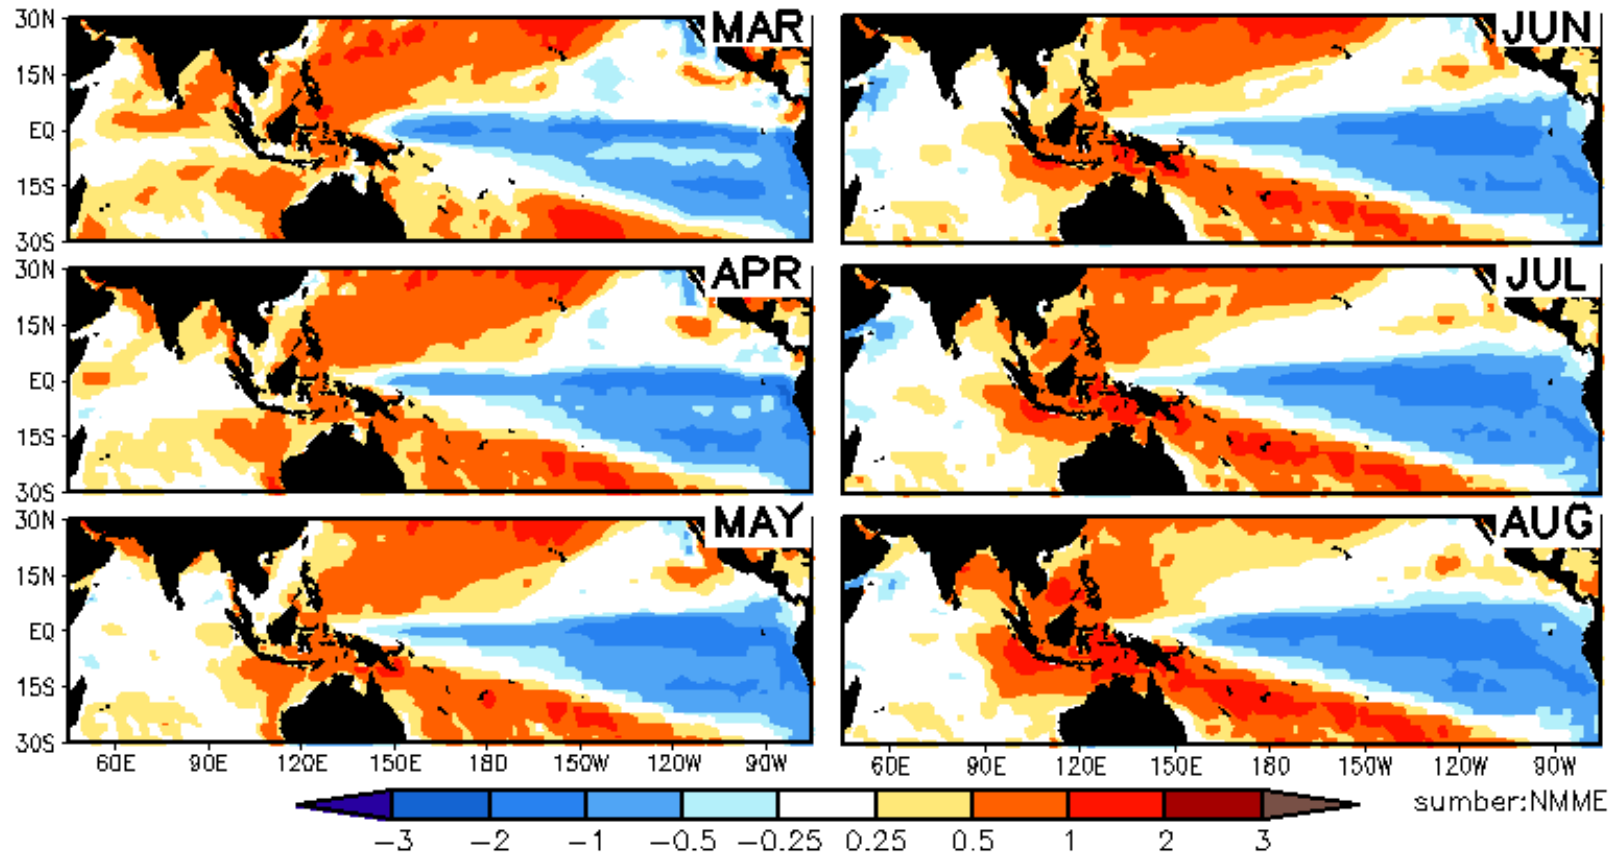 30N
15N
EQ
15S
30S
MAR
JUN
30N
15N
EQ
15S
30S
APR
JUL
30N
15N
EQ
15S
30S
MAY
AUG
60E 90E 120E 150E 180 150W 120W 90W
60E 90E 120E 150E 180 150W 120W 90W
-3 -2 -1 -0.5 -0.25 0.25 0.5 1 2 3
sumber:NMME